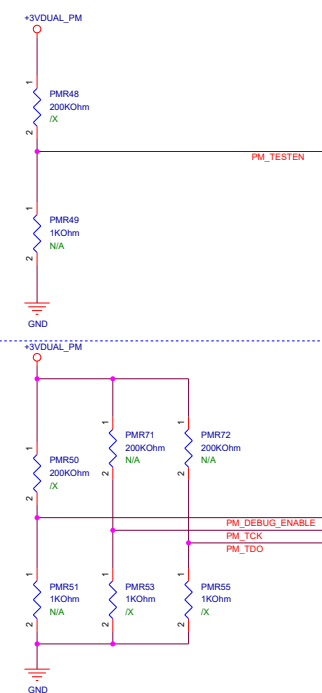 +3VDUAL_PM
1
PMR48
200KOhm
/X
2
PM_TESTEN
1
PMR49
1KOhm
N/A
2
GND
+3VDUAL_PM
1
PMR71
200KOhm
N/A
2
1
PMR72
200KOhm
N/A
2
1
PMR50
200KOhm
/X
2
PM_DEBUG_ENABLE
PM_TCK
PM_TDO
1
PMR51
1KOhm
N/A
2
1
PMR53
1KOhm
/X
2
1
PMR55
1KOhm
/X
2
GND